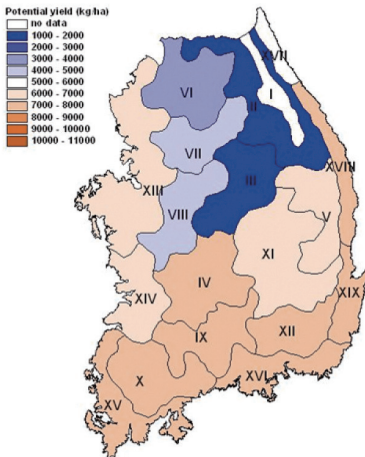 Potential yield (kg/ha)
no data
1000 - 2000
2000 - 3000
3000 - 4000
4000 - 5000
5000 - 6000
6000 - 7000
7000 - 8000
8000 - 9000
9000 - 10000
10000 - 11000
XVII
VI
I
II
VII
XVIII
III
XIII
VIII
V
XI
IV
XIV
XIX
IX
XII
X
XVI
XV